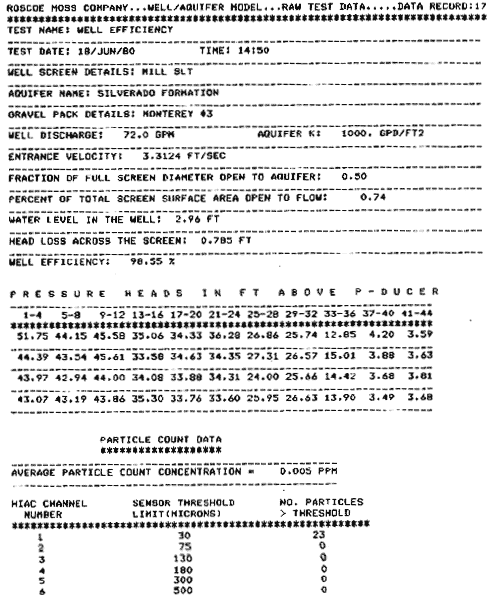 ROSCOE MOSS COMPANY...WELL/AQUIFER MODEL...RAW TEST DATA.....DATA RECORD:17
TEST NAME: WELL EFFICIENCY
TEST DATE: 18/JUN/80 TIME: 14:50
WELL SCREEN DETAILS: MILL SLT
AQUIFER NAME: SILVERADO FORMATION
GRAVEL PACK DETAILS: MONTEREY #3
WELL DISCHARGE: 72.0 GPM AQUIFER K: 1000. GPD/FT2
ENTRANCE VELOCITY: 3.3124 FT/SEC
FRACTION OF FULL SCREEN DIAMETER OPEN TO AQUIFER: 0.50
PERCENT OF TOTAL SCREEN SURFACE AREA OPEN TO FLOW: 0.74
WATER LEVEL IN THE WELL: 2.96 FT
HEAD LOSS ACROSS THE SCREEN: 0.785 FT
WELL EFFICIENCY: 98.55 %
PRESSURE HEADS IN FT ABOVE P-DUCER
1-4 5-8 9-12 13-16 17-20 21-24 25-28 29-32 33-36 37-40 41-44
51.75 44.15 45.58 35.06 34.33 36.28 26.86 25.74 12.85 4.20 3.59
44.39 43.54 45.61 33.58 34.63 34.35 27.31 26.57 15.01 3.88 3.63
43.97 42.94 44.00 34.08 33.88 34.31 24.00 25.66 14.42 3.68 3.81
43.07 43.19 43.86 35.30 33.76 33.60 25.95 26.63 13.90 3.49 3.68
PARTICLE COUNT DATA
AVERAGE PARTICLE COUNT CONCENTRATION = 0.005 PPM
HIAC CHANNEL SENSOR THRESHOLD NO. PARTICLES
NUMBER LIMIT(MICRONS) > THRESHOLD
1 30 23
2 75 0
3 130 0
4 180 0
5 300 0
6 500 0